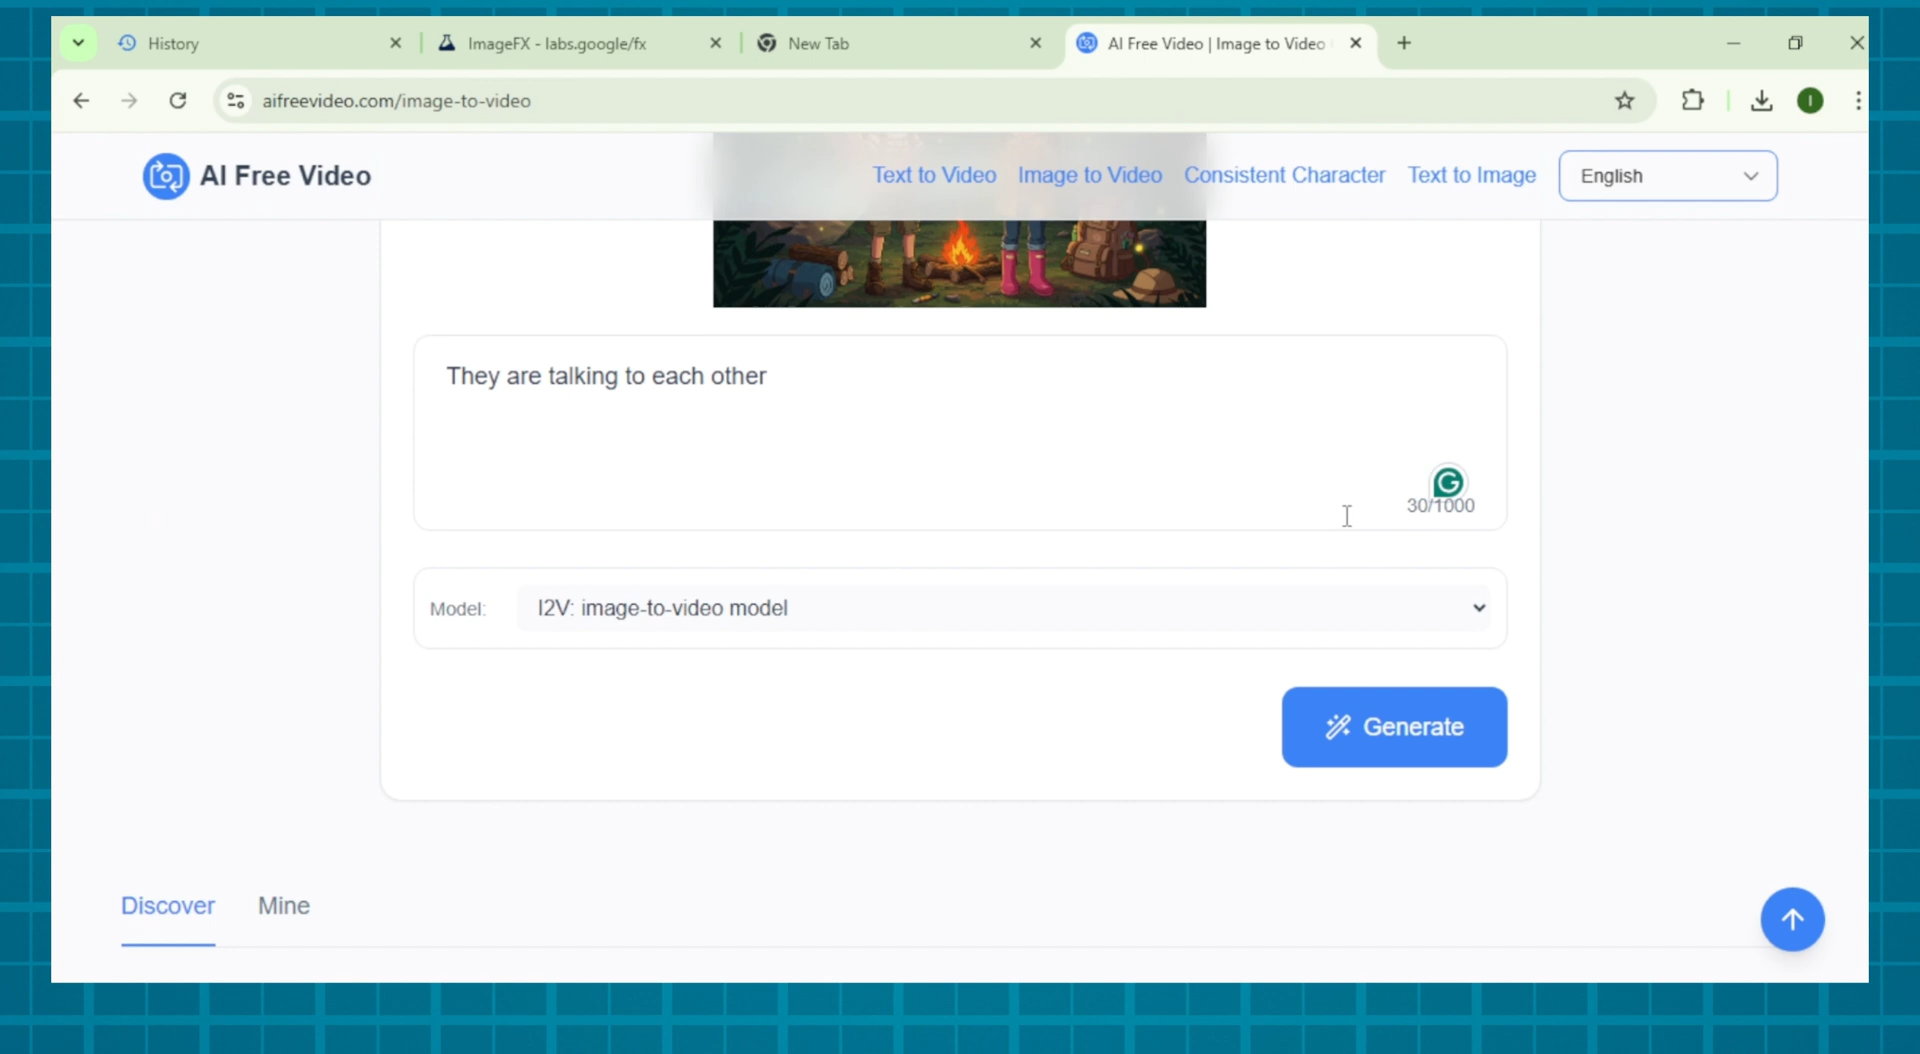 History
ImageFX - labs.google/fx
New Tab
AI Free Video | Image to Video
aifreevideo.com/image-to-video
I
AI Free Video
Text to Video
Image to Video
Consistent Character
Text to Image
English
They are talking to each other
G
30/1000
Model:
I2V: image-to-video model
Generate
Discover
Mine